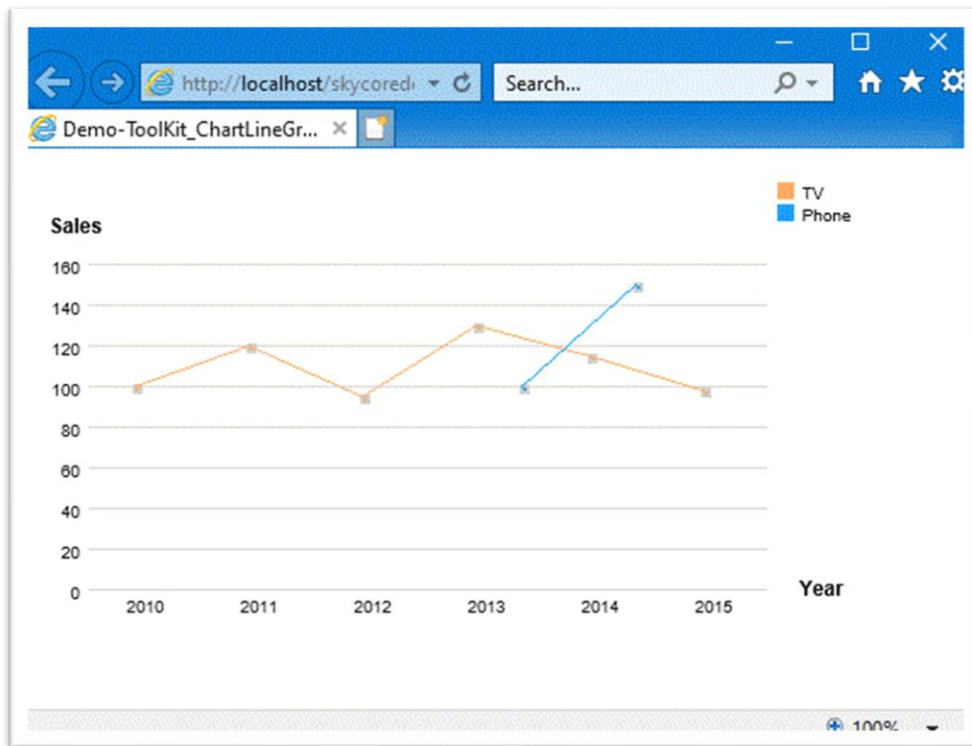 http://localhost/skycored
Search...
Demo-ToolKit_ChartLineGr...
TV
Phone
Sales
160
140
120
100
80
60
40
20
0
2010 2011 2012 2013 2014 2015
Year
100%